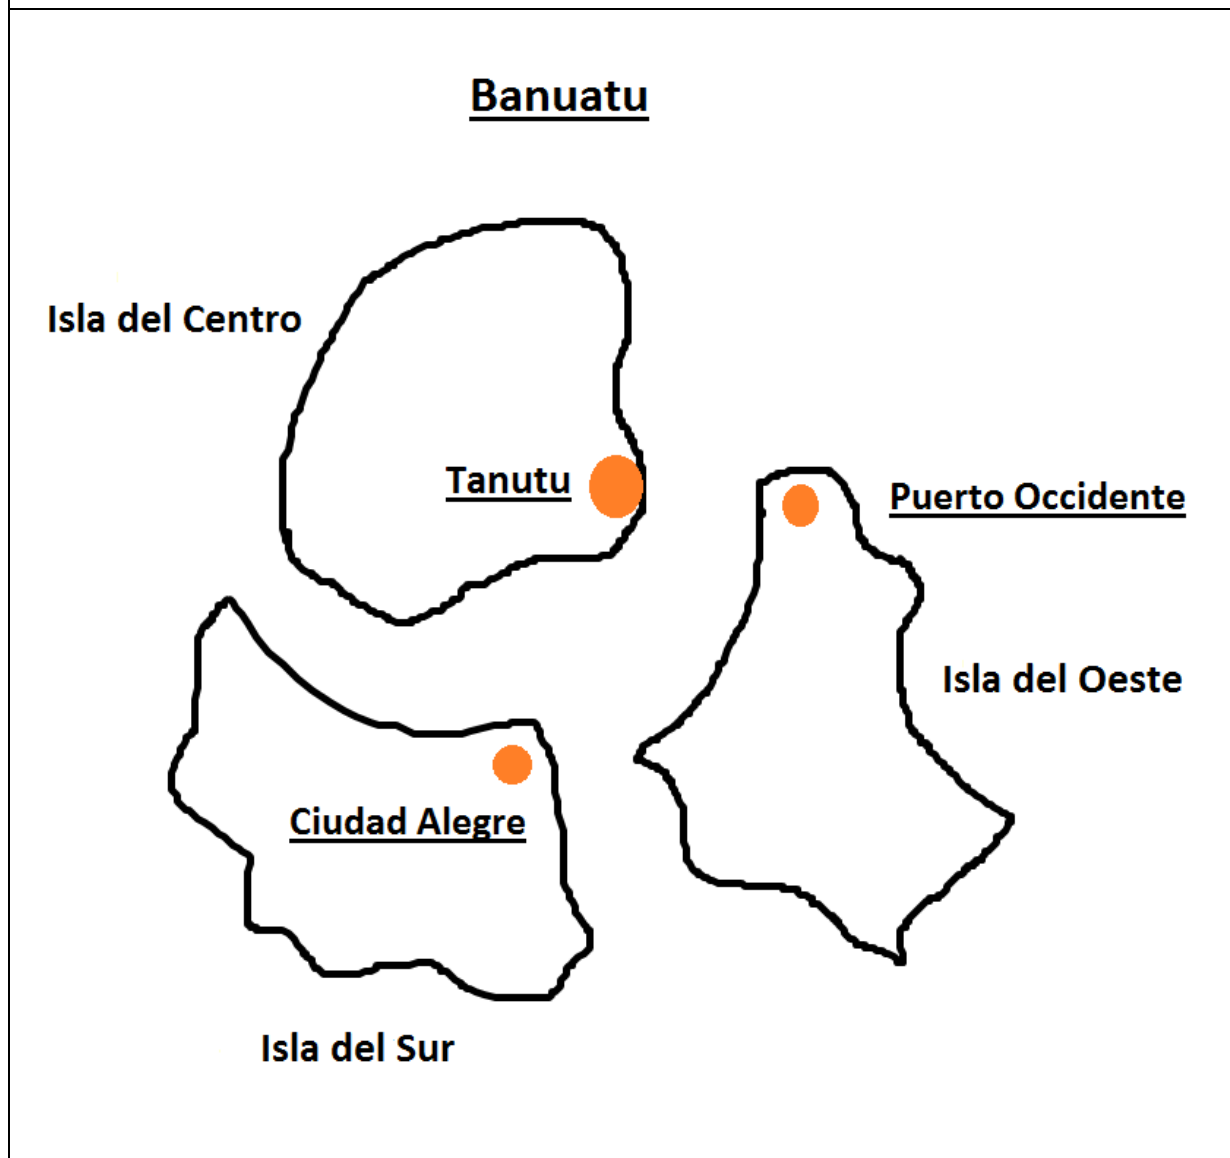 Banuatu
Isla del Centro
Tanutu
Puerto Occidente
Isla del Oeste
Ciudad Alegre
Isla del Sur